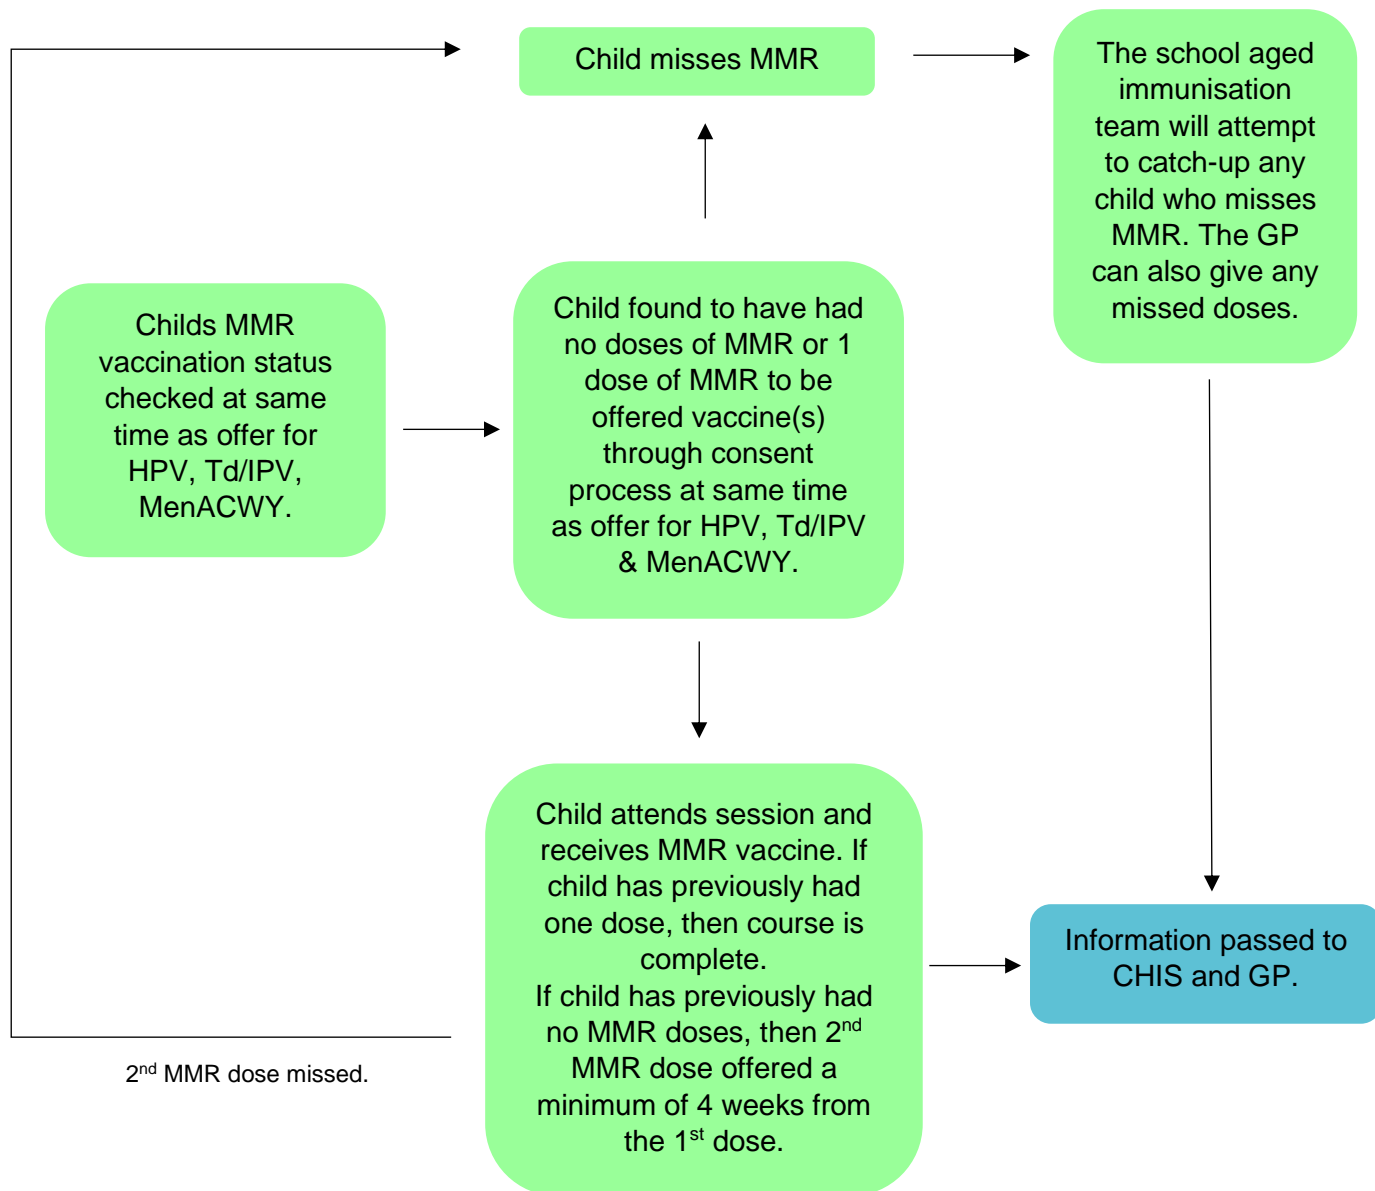 Child misses MMR
The school aged
immunisation
team will attempt
to catch-up any
child who misses
MMR. The GP
can also give any
missed doses.
Childs MMR
vaccination status
checked at same
time as offer for
HPV, Td/IPV,
MenACWY.
Child found to have had
no doses of MMR or 1
dose of MMR to be
offered vaccine(s)
through consent
process at same time
as offer for HPV, Td/IPV
& MenACWY.
Child attends session and
receives MMR vaccine. If
child has previously had
one dose, then course is
complete.
If child has previously had
no MMR doses, then 2nd
MMR dose offered a
minimum of 4 weeks from
the 1st dose.
Information passed to
CHIS and GP.
2nd MMR dose missed.